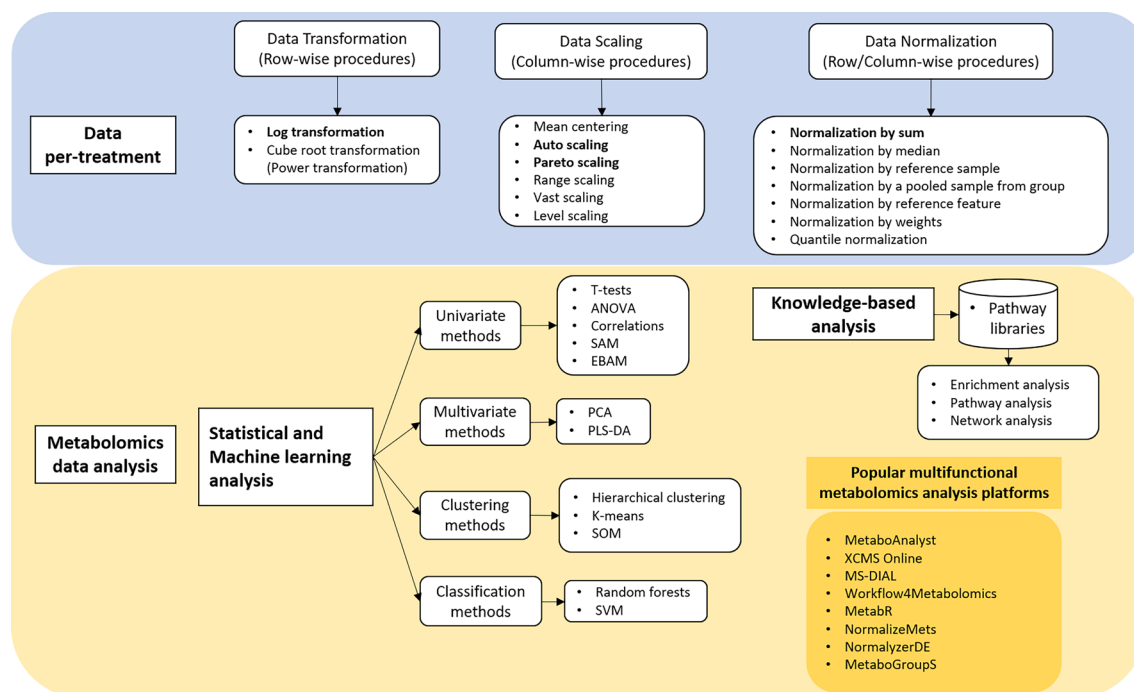 Data Transformation
(Row-wise procedures)
Data Scaling
(Column-wise procedures)
Data Normalization
(Row/Column-wise procedures)
Data
per-treatment
• Log transformation
• Cube root transformation
(Power transformation)
• Mean centering
• Auto scaling
• Pareto scaling
• Range scaling
• Vast scaling
• Level scaling
• Normalization by sum
• Normalization by median
• Normalization by reference sample
• Normalization by a pooled sample from group
• Normalization by reference feature
• Normalization by weights
• Quantile normalization
Metabolomics
data analysis
Statistical and
Machine learning
analysis
Univariate
methods
• T-tests
• ANOVA
• Correlations
• SAM
• EBAM
Multivariate
methods
• PCA
• PLS-DA
Clustering
methods
• Hierarchical clustering
• K-means
• SOM
Classification
methods
• Random forests
• SVM
Knowledge-based
analysis
• Pathway
libraries
• Enrichment analysis
• Pathway analysis
• Network analysis
Popular multifunctional
metabolomics analysis platforms
• MetaboAnalyst
• XCMS Online
• MS-DIAL
• Workflow4Metabolomics
• MetabR
• NormalizeMets
• NormalyzerDE
• MetaboGroupS